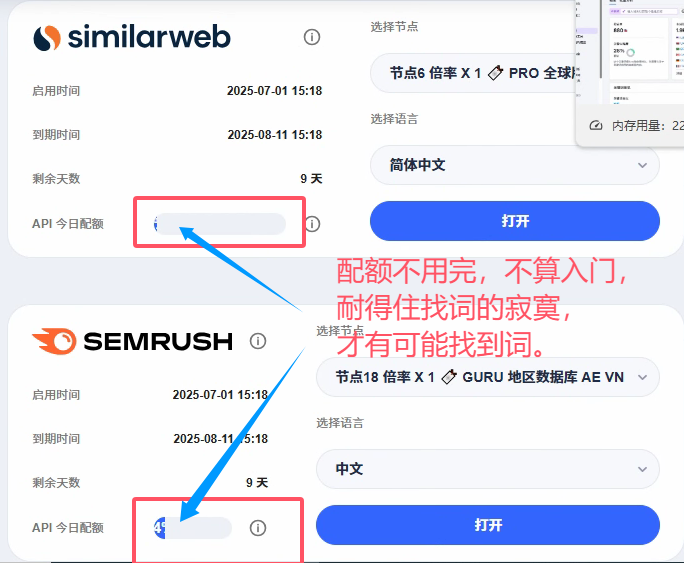 similarweb
启用时间 2025-07-01 15:18
到期时间 2025-08-11 15:18
剩余天数 9 天
API 今日配额
选择节点
节点6 倍率 X 1 PRO 全球
选择语言
简体中文
打开
内存用量：22
配额不用完，不算入门，
耐得住找词的寂寞，
才有可能找到词。
SEMRUSH
启用时间 2025-07-01 15:18
到期时间 2025-08-11 15:18
剩余天数 9 天
API 今日配额 4%
选择节点
节点18 倍率 X 1 GURU 地区数据库 AE VN
选择语言
中文
打开